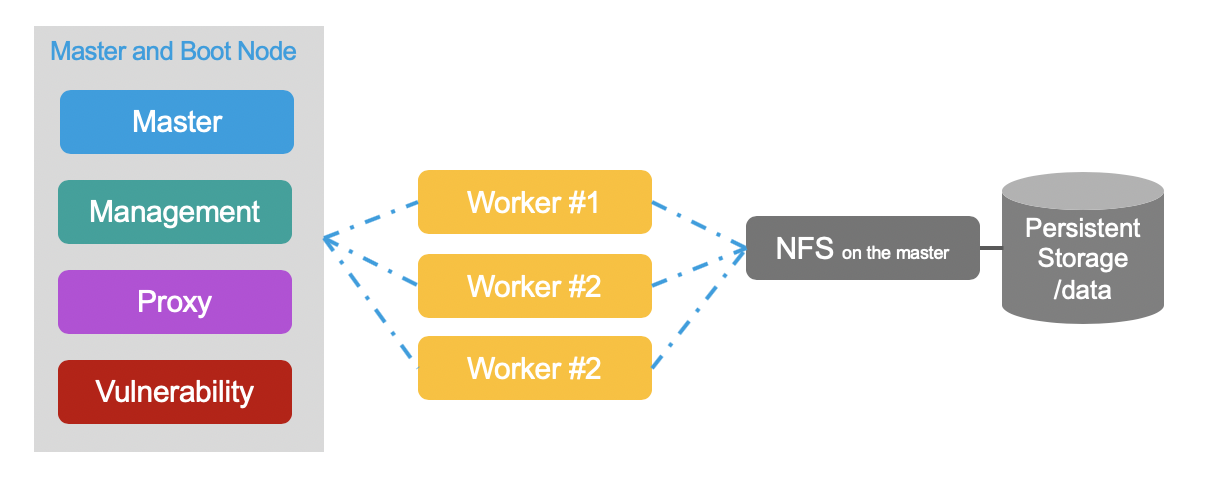 Master and Boot Node
Master
Management
Proxy
Vulnerability
Worker #1
Worker #2
Worker #2
NFS on the master
Persistent
Storage
/data